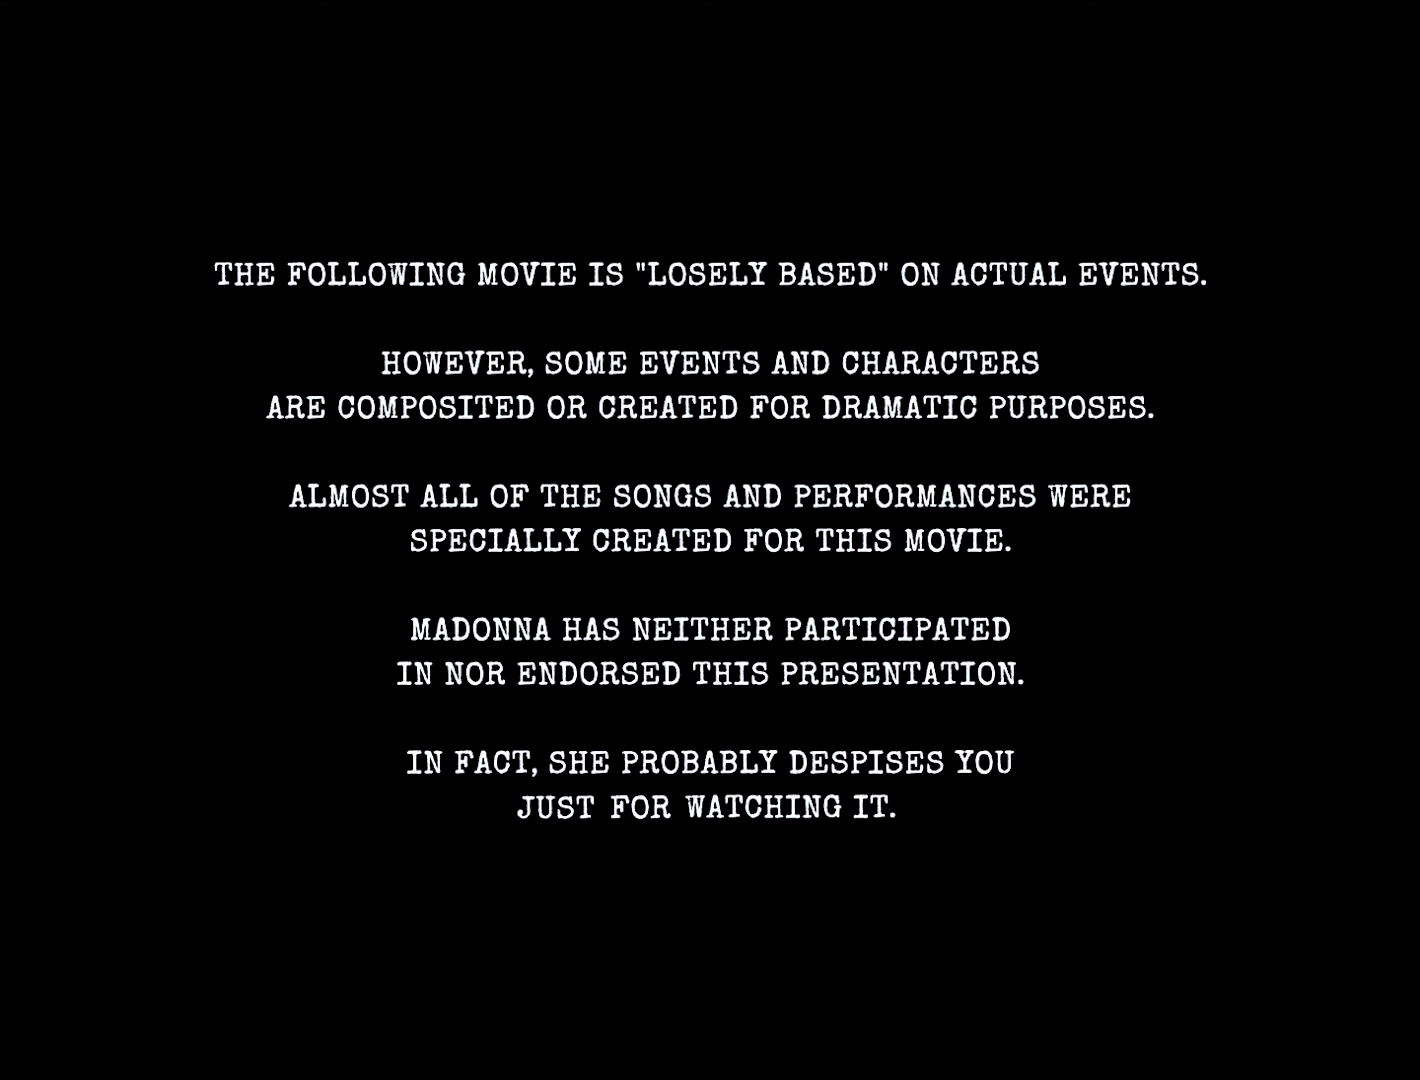 THE FOLLOWING MOVIE IS "LOSELY BASED" ON ACTUAL EVENTS.
HOWEVER, SOME EVENTS AND CHARACTERS
ARE COMPOSITED OR CREATED FOR DRAMATIC PURPOSES.
ALMOST ALL OF THE SONGS AND PERFORMANCES WERE
SPECIALLY CREATED FOR THIS MOVIE.
MADONNA HAS NEITHER PARTICIPATED
IN NOR ENDORSED THIS PRESENTATION.
IN FACT, SHE PROBABLY DESPISES YOU
JUST FOR WATCHING IT.